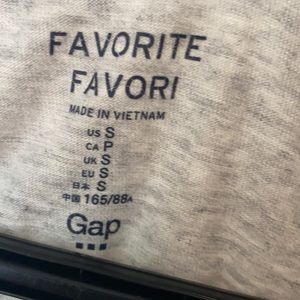 FAVORITE
FAVORI
MADE IN VIETNAM
US S
CA P
UK S
EU S
日本 S
中国 165/88A
Gap